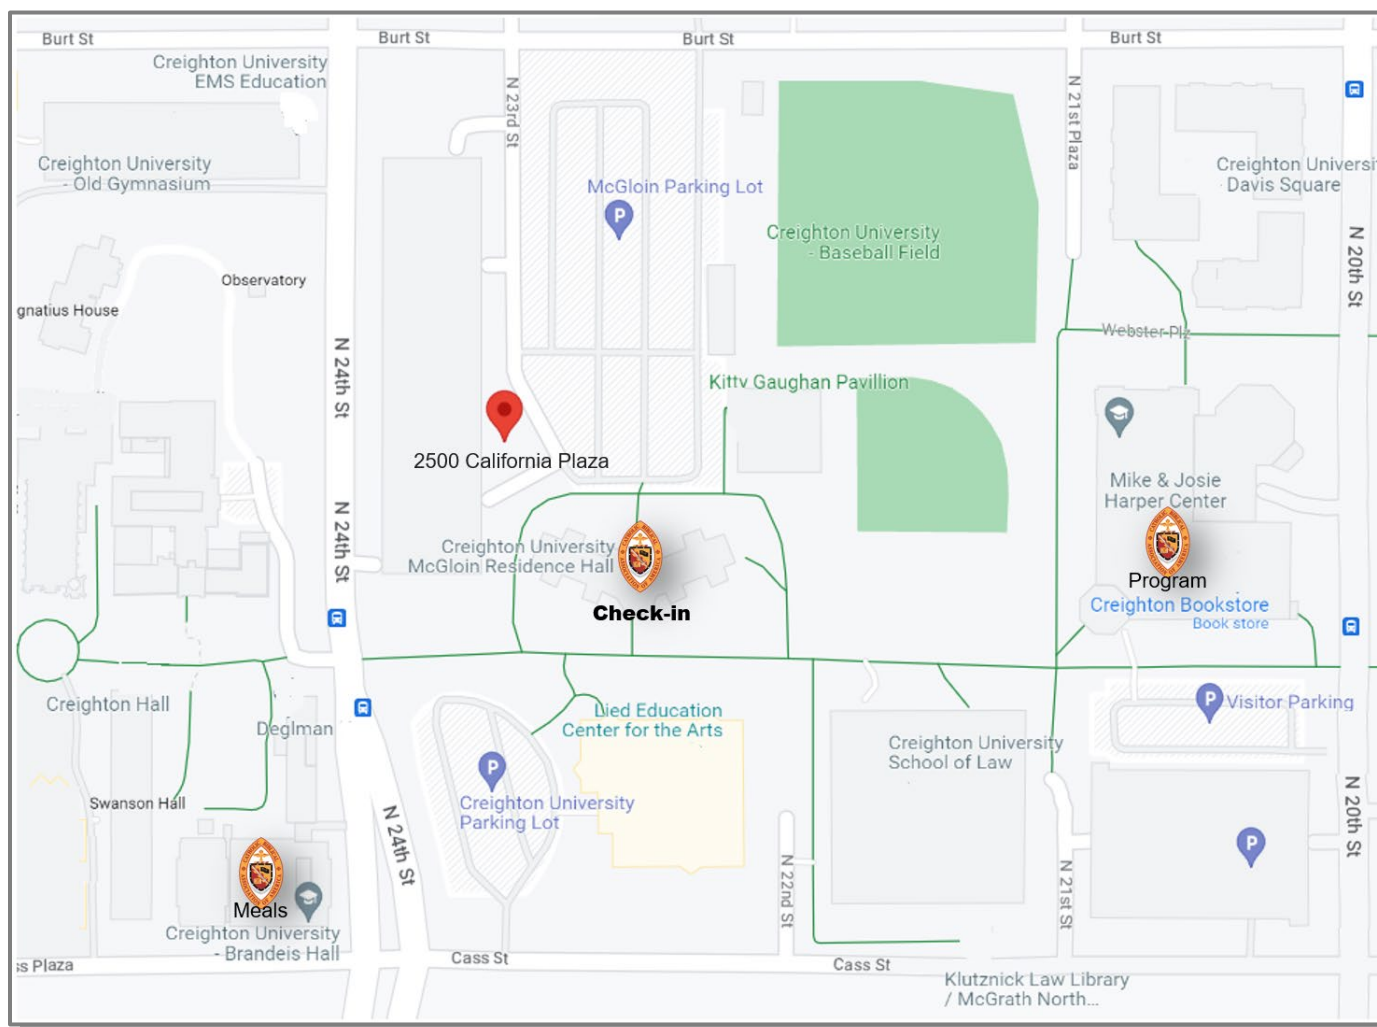 Burt St
Burt St
Burt St
Burt St
Creighton University
EMS Education
N 23rd St
N 21st Plaza
Creighton University
- Old Gymnasium
McGloin Parking Lot
P
Creighton Universit
Davis Square
Creighton University
- Baseball Field
N 20th St
Observatory
gnatius House
Webster Plz
N 24th St
Kitty Gaughan Pavillion
2500 California Plaza
Mike & Josie
Harper Center
N 24th St
Creighton University
McGloin Residence Hall
Check-in
Program
Creighton Bookstore
Book store
Creighton Hall
Deglman
Lied Education
Center for the Arts
P
Visitor Parking
Creighton University
School of Law
P
Creighton University
Parking Lot
Swanson Hall
N 24th St
N 20th St
P
N 22nd St
N 21st St
Meals
Creighton University
- Brandeis Hall
ss Plaza
Cass St
Cass St
Klutznick Law Library
/ McGrath North...